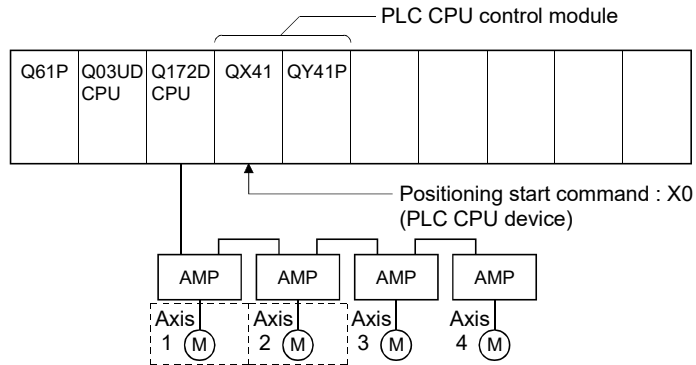 PLC CPU control module
Q61P
Q03UD
CPU
Q172D
CPU
QX41
QY41P
Positioning start command : X0
(PLC CPU device)
AMP
AMP
AMP
AMP
Axis
1
M
Axis
2
M
Axis
3
M
Axis
4
M